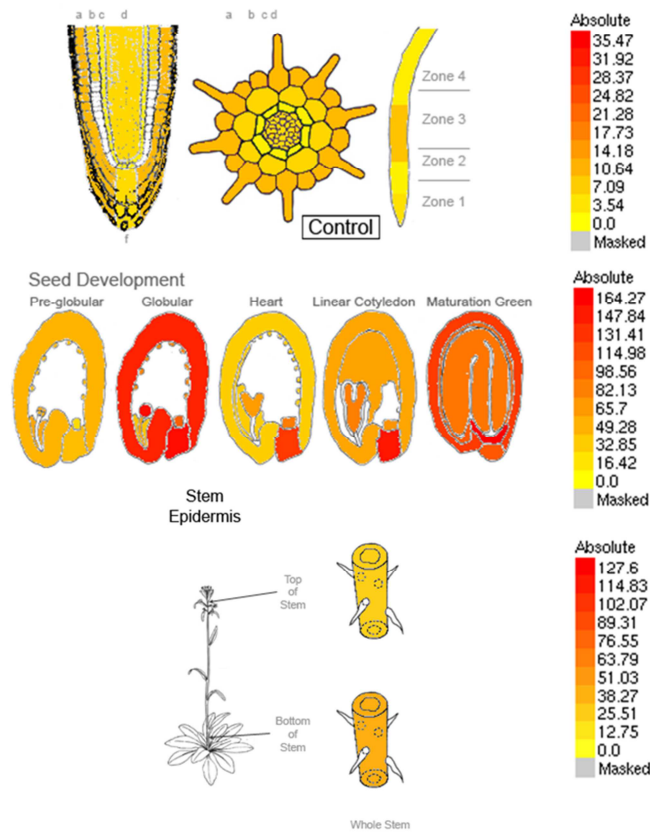 a b c d
a b c d
Zone 4
Zone 3
Zone 2
Zone 1
f
Control
Absolute
35.47
31.92
28.37
24.82
21.28
17.73
14.18
10.64
7.09
3.54
0.0
Masked
Seed Development
Pre-globular Globular Heart Linear Cotyledon Maturation Green
Absolute
164.27
147.84
131.41
114.98
98.56
82.13
65.7
49.28
32.85
16.42
0.0
Masked
Stem
Epidermis
Top
of
Stem
Bottom
of
Stem
Whole Stem
Absolute
127.6
114.83
102.07
89.31
76.55
63.79
51.03
38.27
25.51
12.75
0.0
Masked